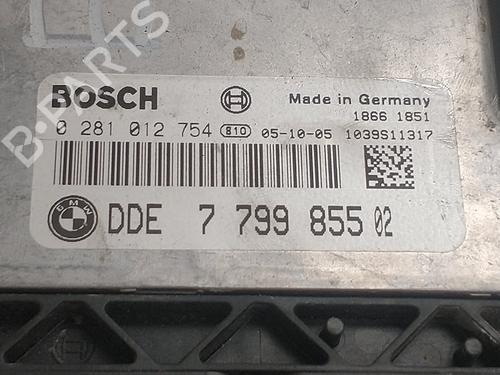 B-PARTS
BOSCH Made in Germany
1866 1851
0 281 012 754 810 05-10-05 1039S11317
BMW DDE 7 799 855 02